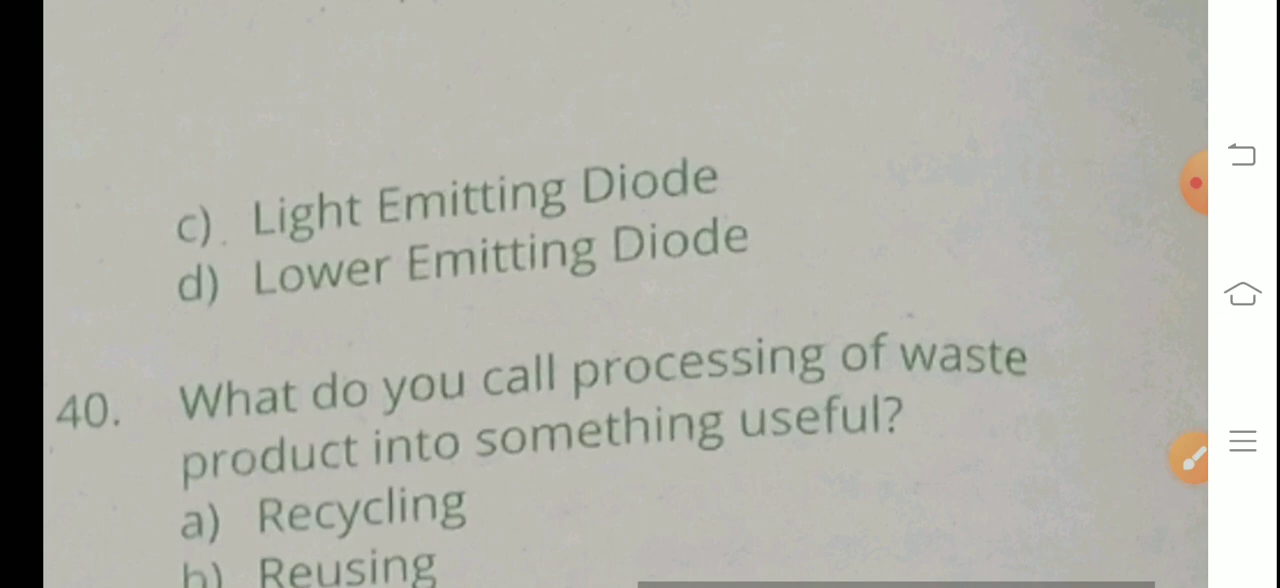 c) Light Emitting Diode
d) Lower Emitting Diode
40. What do you call processing of waste
product into something useful?
a) Recycling
b) Reusing